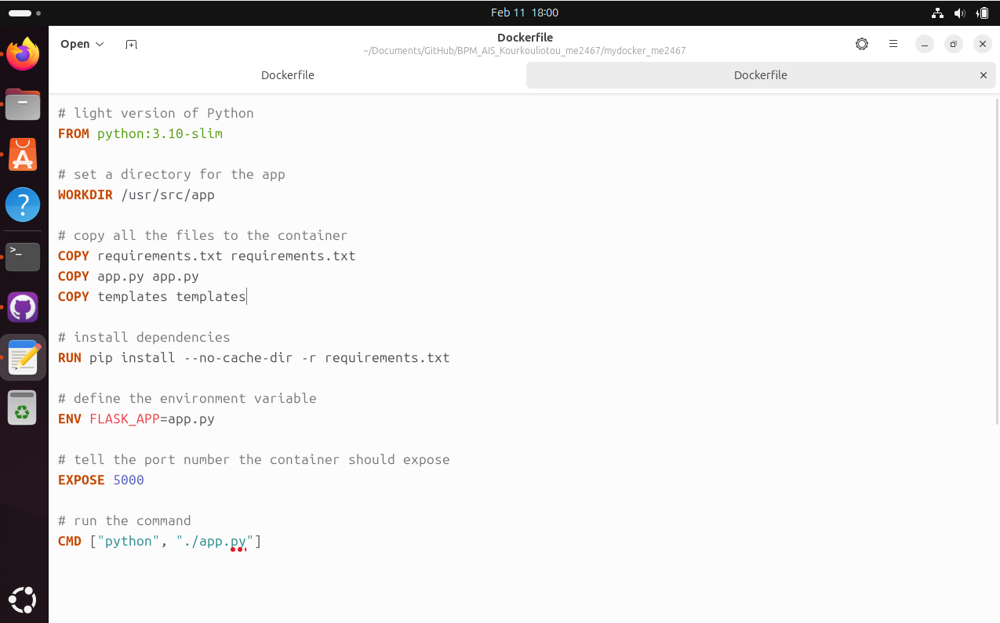 Feb 11 18:00
Open
Dockerfile
~/Documents/GitHub/BPM_AIS_Kourkouliotou_me2467/mydocker_me2467
Dockerfile
Dockerfile
# light version of Python
FROM python:3.10-slim
# set a directory for the app
WORKDIR /usr/src/app
# copy all the files to the container
COPY requirements.txt requirements.txt
COPY app.py app.py
COPY templates templates
# install dependencies
RUN pip install --no-cache-dir -r requirements.txt
# define the environment variable
ENV FLASK_APP=app.py
# tell the port number the container should expose
EXPOSE 5000
# run the command
CMD ["python", "./app.py"]